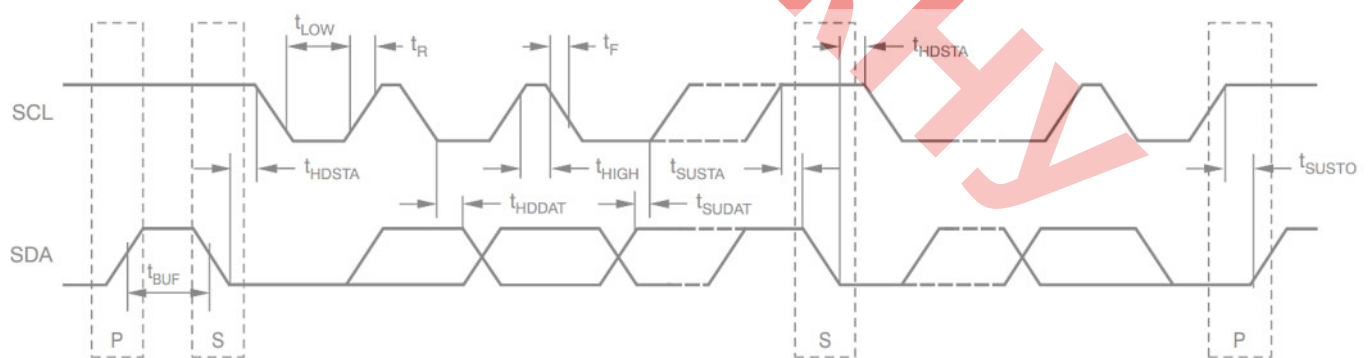 tLOW
tR
tF
tHDSTA
SCL
tHDSTA
tHIGH
tSUSTA
tSUSTO
tHDDAT
tSUDAT
SDA
tBUF
P
S
S
P